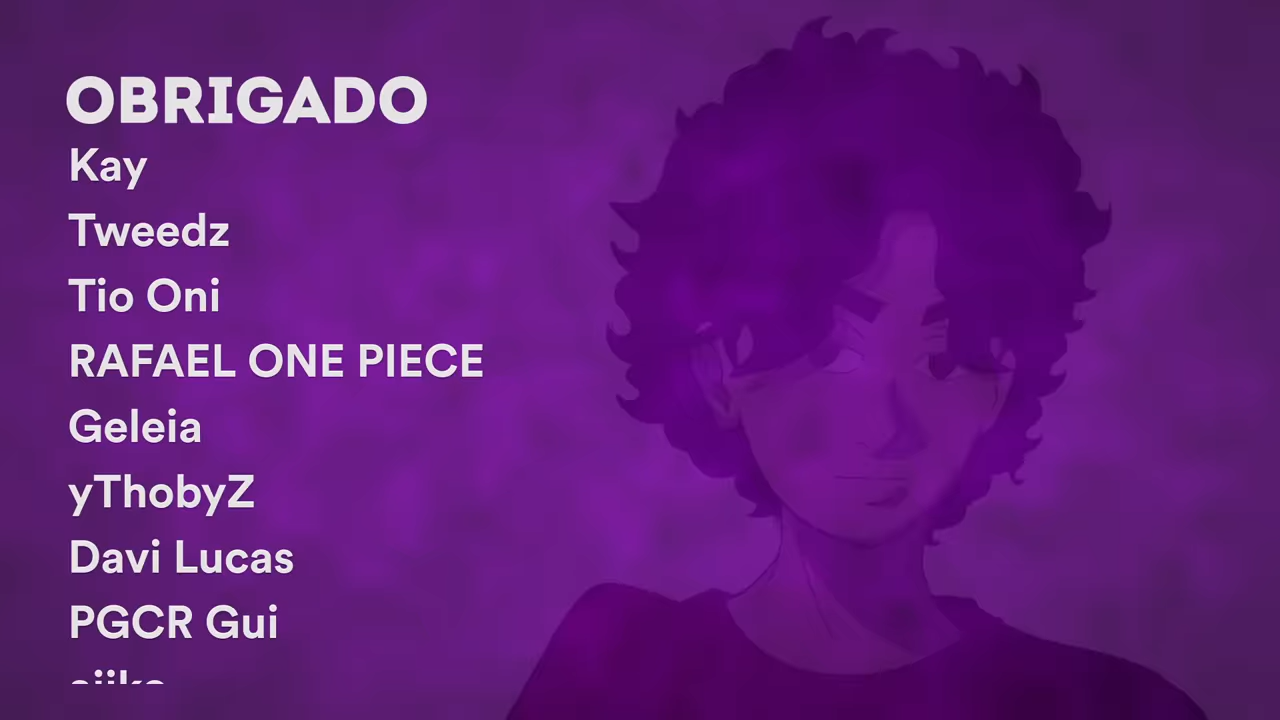 OBRIGADO
Kay
Tweedz
Tio Oni
RAFAEL ONE PIECE
Geleia
yThobyZ
Davi Lucas
PGCR Gui